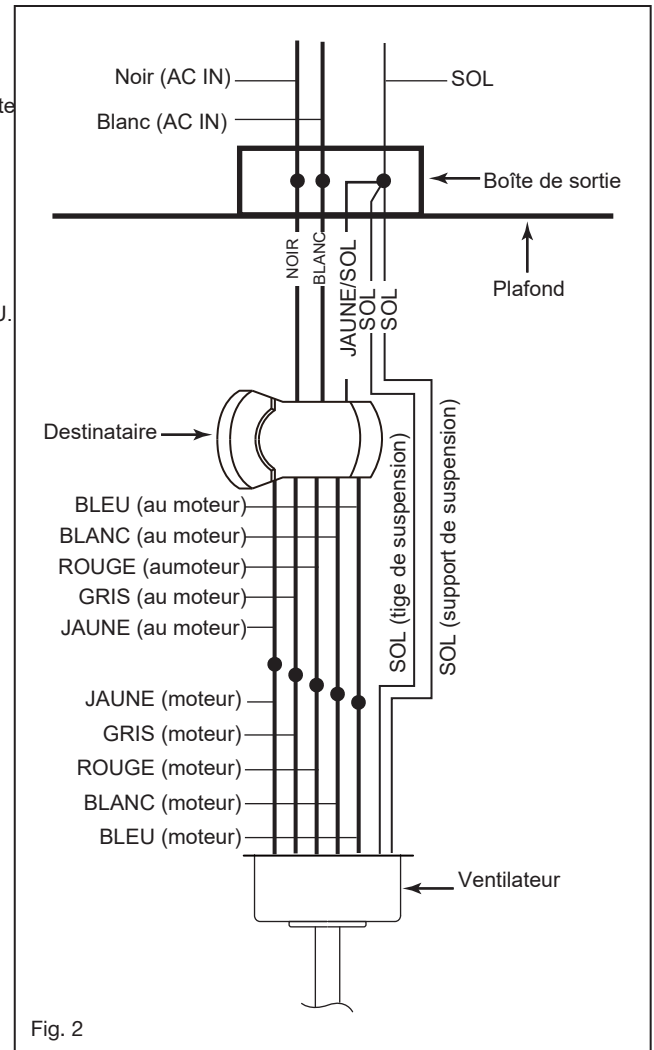 Noir (AC IN)
SOL
te
Blanc (AC IN)
Boîte de sortie
NOIR
BLANC
JAUNE/SOL
SOL
SOL
Plafond
U.
Destinataire
BLEU (au moteur)
BLANC (au moteur)
ROUGE (aumoteur)
GRIS (au moteur)
JAUNE (au moteur)
SOL (tige de suspension)
SOL (support de suspension)
JAUNE (moteur)
GRIS (moteur)
ROUGE (moteur)
BLANC (moteur)
BLEU (moteur)
Ventilateur
Fig. 2